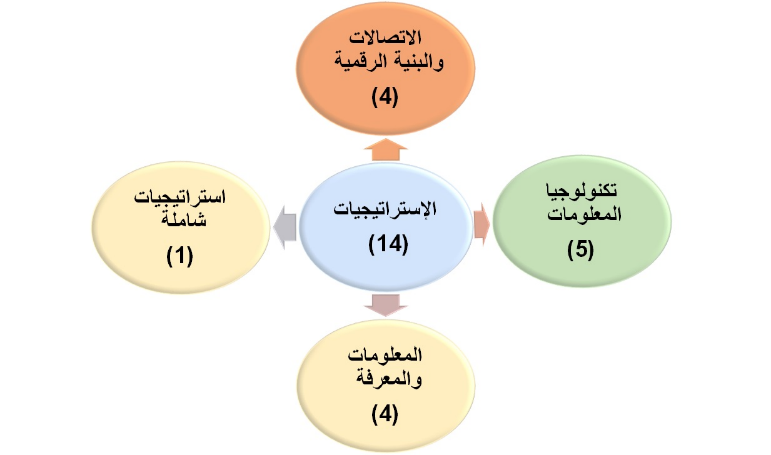 الاتصالات
والبنية الرقمية
(4)
تكنولوجيا
المعلومات
(5)
الإستراتيجيات
(14)
استراتيجيات
شاملة
(1)
المعلومات
والمعرفة
(4)